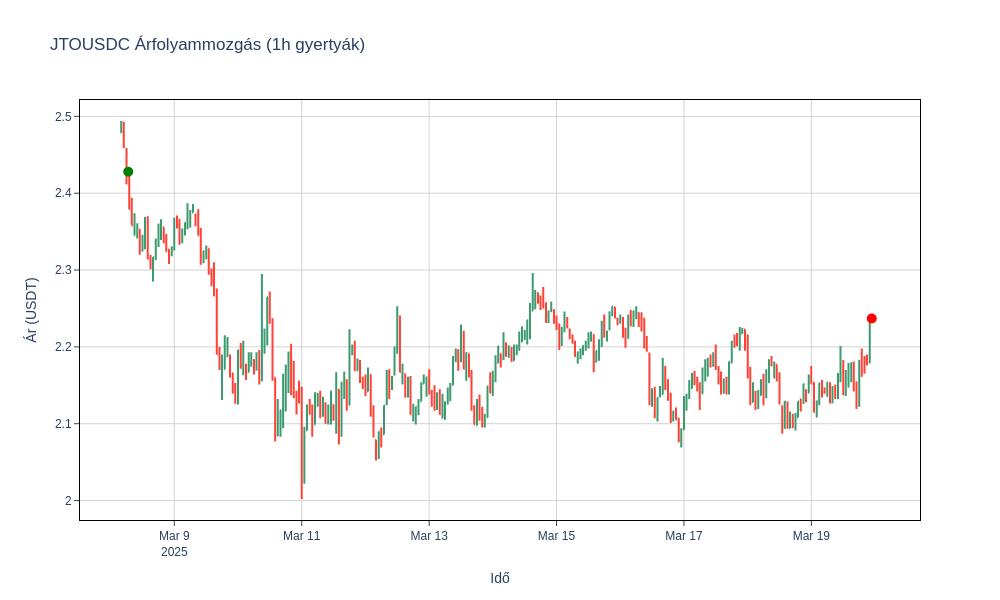 JTOUSDC Árfolyammozgás (1h gyertyák)
2.5
2.4
2.3
2.2
2.1
2
Ár (USDT)
Mar 9
2025
Mar 11
Mar 13
Mar 15
Mar 17
Mar 19
Idő